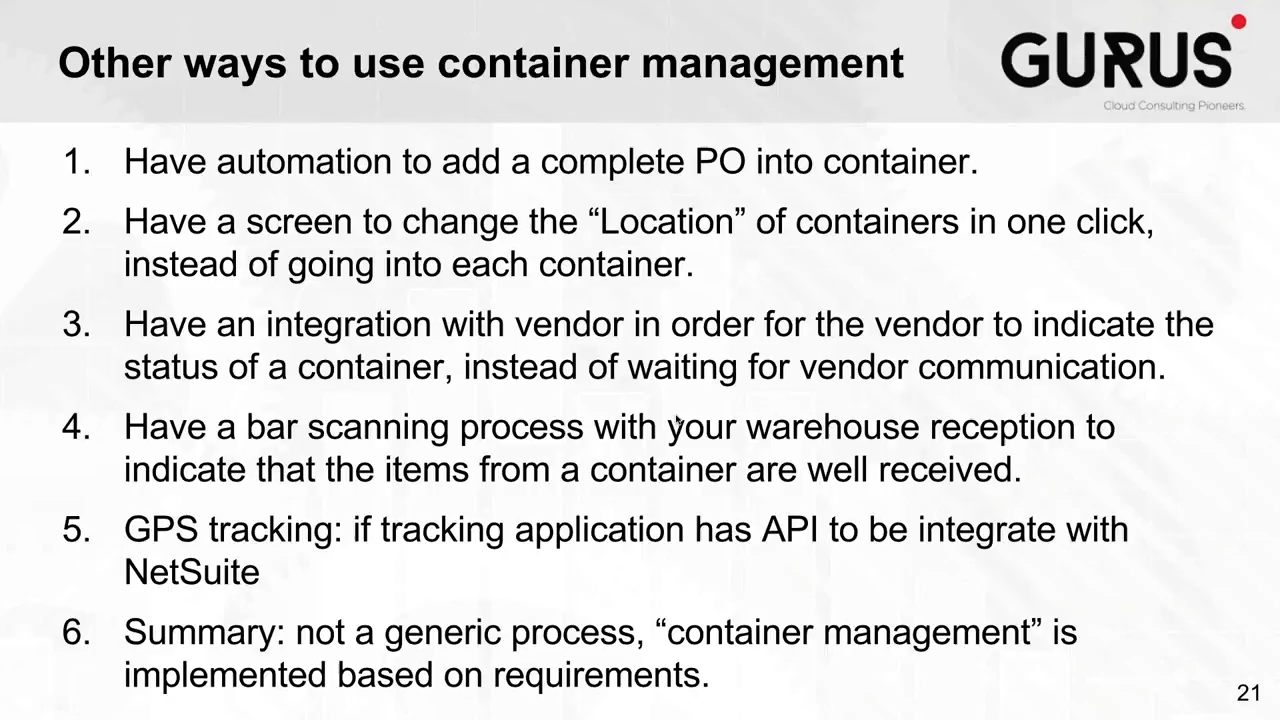 Other ways to use container management
GURUS
Cloud Consulting Pioneers.
1. Have automation to add a complete PO into container.
2. Have a screen to change the “Location” of containers in one click,
instead of going into each container.
3. Have an integration with vendor in order for the vendor to indicate the
status of a container, instead of waiting for vendor communication.
4. Have a bar scanning process with your warehouse reception to
indicate that the items from a container are well received.
5. GPS tracking: if tracking application has API to be integrate with
NetSuite
6. Summary: not a generic process, “container management” is
implemented based on requirements.
21